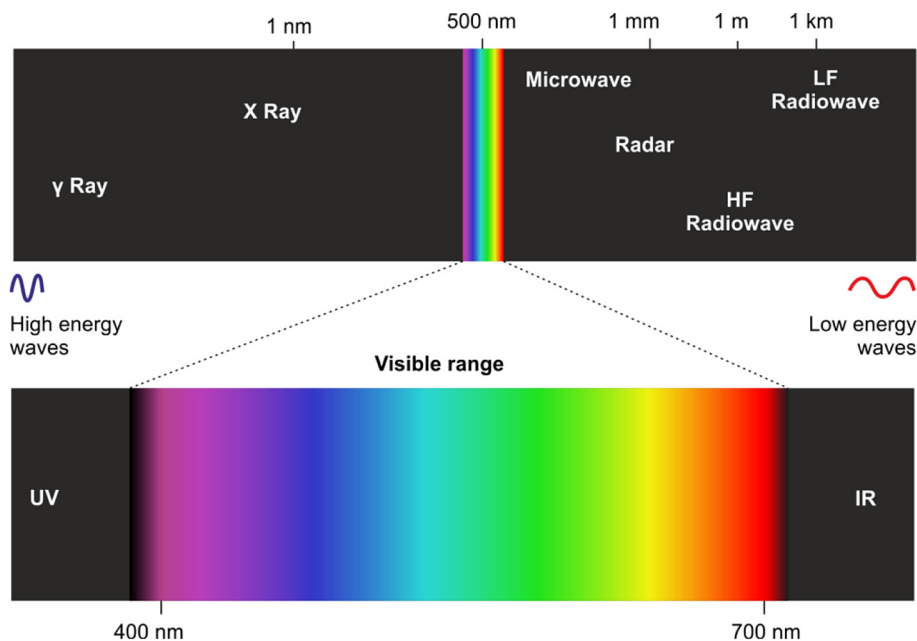 1 nm
500 nm
1 mm
1 m
1 km
Microwave
LF
Radiowave
X Ray
Radar
γ Ray
HF
Radiowave
High energy
waves
Low energy
waves
Visible range
UV
IR
400 nm
700 nm